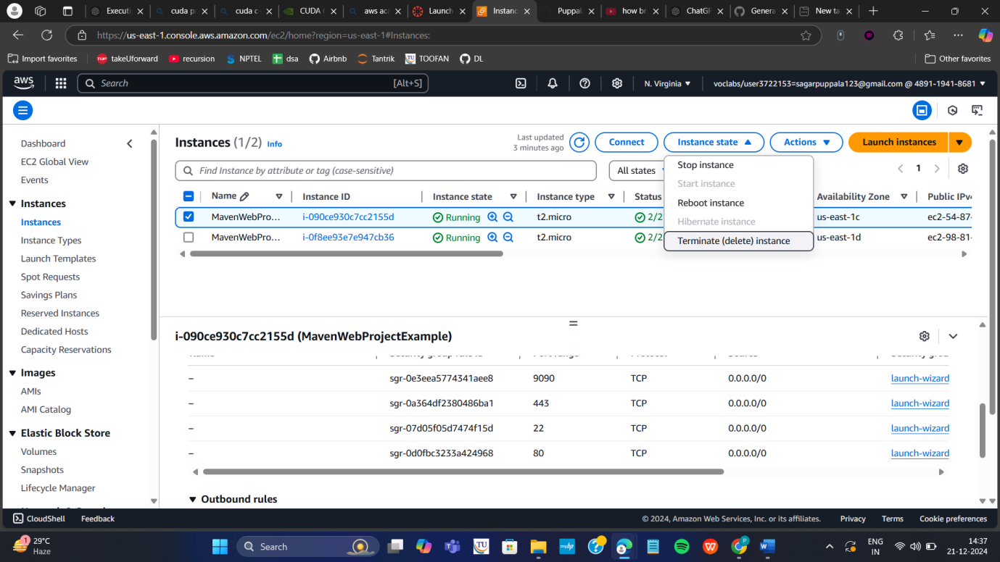 Executi
cuda p
cuda c
CUDA
aws aca
Launch
Instanc
Puppal
how bri
ChatGP
Genera
New ta
https://us-east-1.console.aws.amazon.com/ec2/home?region=us-east-1#Instances:
Import favorites
takeUforward
recursion
NPTEL
dsa
Airbnb
Tantrik
TOOFAN
DL
Other favorites
aws
Search
[Alt+S]
N. Virginia
voclabs/user3722153=sagarpuppala123@gmail.com @ 4891-1941-8681
Dashboard
EC2 Global View
Events
Instances
Instances
Instance Types
Launch Templates
Spot Requests
Savings Plans
Reserved Instances
Dedicated Hosts
Capacity Reservations
Images
AMIs
AMI Catalog
Elastic Block Store
Volumes
Snapshots
Lifecycle Manager
Instances (1/2) Info
Last updated
3 minutes ago
Connect
Instance state
Actions
Launch instances
Find Instance by attribute or tag (case-sensitive)
All states
1
Stop instance
Start instance
Reboot instance
Hibernate instance
Terminate (delete) instance
Name Instance ID Instance state Instance type Status Availability Zone Public IPv4
MavenWebPro... i-090ce930c7cc2155d Running t2.micro 2/2 us-east-1c ec2-54-87-
MavenWebPro... i-0f8ee93e7e947cb36 Running t2.micro 2/2 us-east-1d ec2-98-81-
i-090ce930c7cc2155d (MavenWebProjectExample)
– sgr-0e3eea5774341aee8 9090 TCP 0.0.0.0/0 launch-wizard
– sgr-0a364df2380486ba1 443 TCP 0.0.0.0/0 launch-wizard
– sgr-07d05f05d7474f15d 22 TCP 0.0.0.0/0 launch-wizard
– sgr-0d0fbc3233a424968 80 TCP 0.0.0.0/0 launch-wizard
Outbound rules
CloudShell
Feedback
© 2024, Amazon Web Services, Inc. or its affiliates.
Privacy
Terms
Cookie preferences
1
29°C
Haze
Search
ENG
IN
14:37
21-12-2024